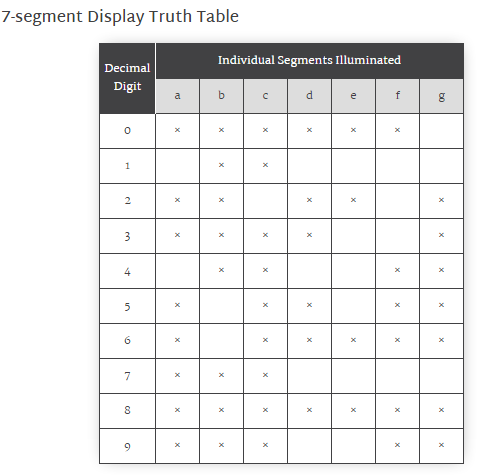 7-segment Display Truth Table
Decimal Digit Individual Segments Illuminated
a b c d e f g
0 × × × × × ×
1 × ×
2 × × × × ×
3 × × × × ×
4 × × × ×
5 × × × × ×
6 × × × × × ×
7 × × ×
8 × × × × × × ×
9 × × × × ×